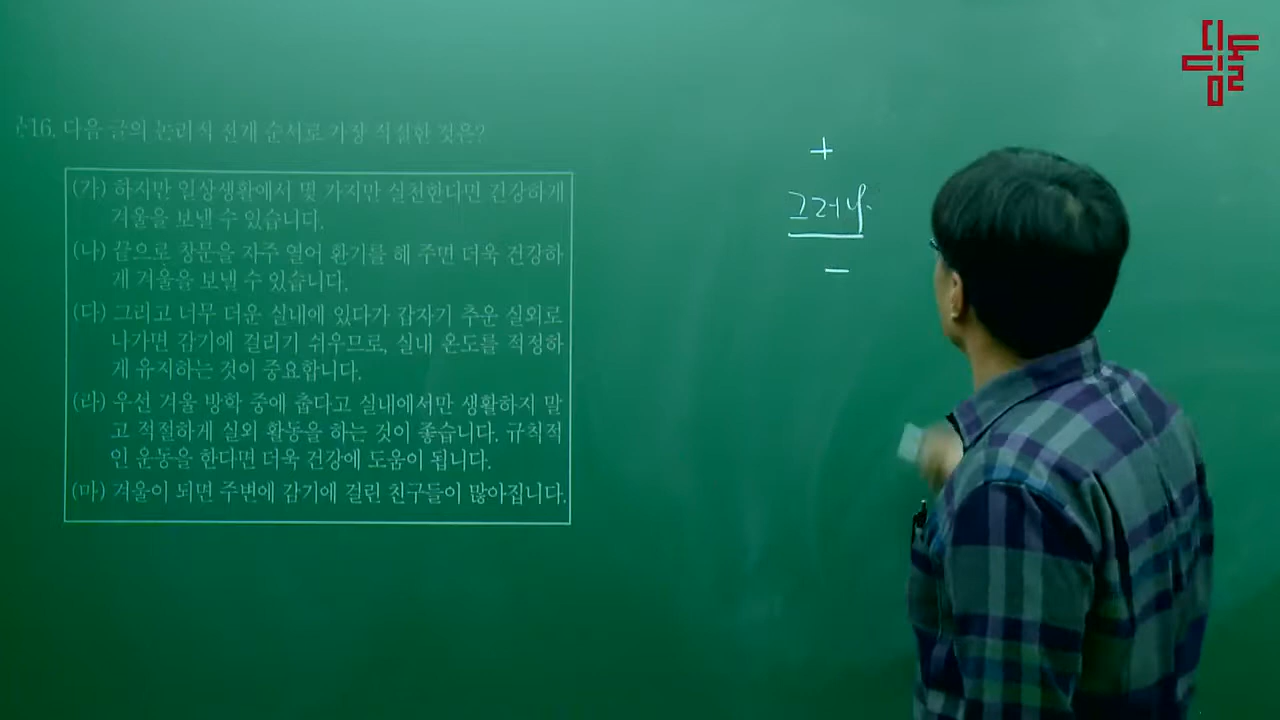 16. 다음 글의 논리적 전개 순서로 가장 적절한 것은?
(가) 하지만 일상생활에서 몇 가지만 실천한다면 건강하게
겨울을 보낼 수 있습니다.
(나) 끝으로 창문을 자주 열어 환기를 해 주면 더욱 건강하
게 겨울을 보낼 수 있습니다.
(다) 그리고 너무 더운 실내에 있다가 갑자기 추운 실외로
나가면 감기에 걸리기 쉬우므로, 실내 온도를 적정하
게 유지하는 것이 중요합니다.
(라) 우선 겨울 방학 중에 춥다고 실내에서만 생활하지 말
고 적절하게 실외 활동을 하는 것이 좋습니다. 규칙적
인 운동을 한다면 더욱 건강에 도움이 됩니다.
(마) 겨울이 되면 주변에 감기에 걸린 친구들이 많아집니다.
+
그러나
−